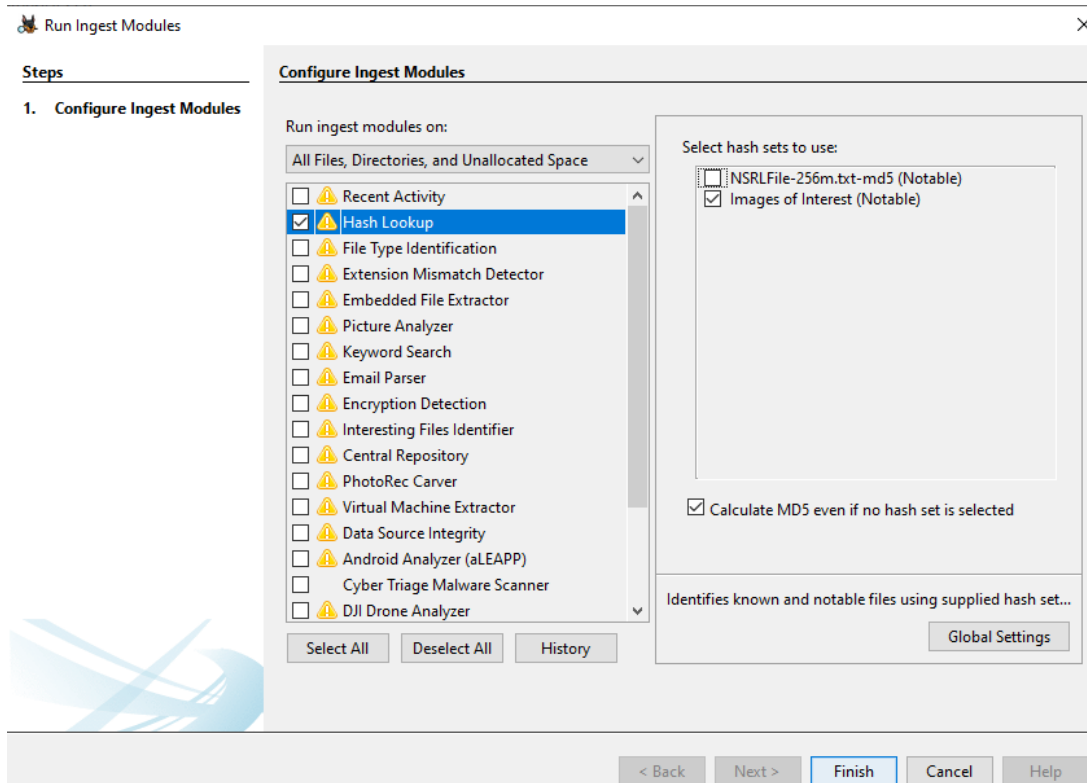 Run Ingest Modules
Steps
1. Configure Ingest Modules
Configure Ingest Modules
Run ingest modules on:
All Files, Directories, and Unallocated Space
Recent Activity
Hash Lookup
File Type Identification
Extension Mismatch Detector
Embedded File Extractor
Picture Analyzer
Keyword Search
Email Parser
Encryption Detection
Interesting Files Identifier
Central Repository
PhotoRec Carver
Virtual Machine Extractor
Data Source Integrity
Android Analyzer (aLEAPP)
Cyber Triage Malware Scanner
DJI Drone Analyzer
Select All
Deselect All
History
Select hash sets to use:
NSRLFile-256m.txt-md5 (Notable)
Images of Interest (Notable)
Calculate MD5 even if no hash set is selected
Identifies known and notable files using supplied hash set...
Global Settings
< Back
Next >
Finish
Cancel
Help